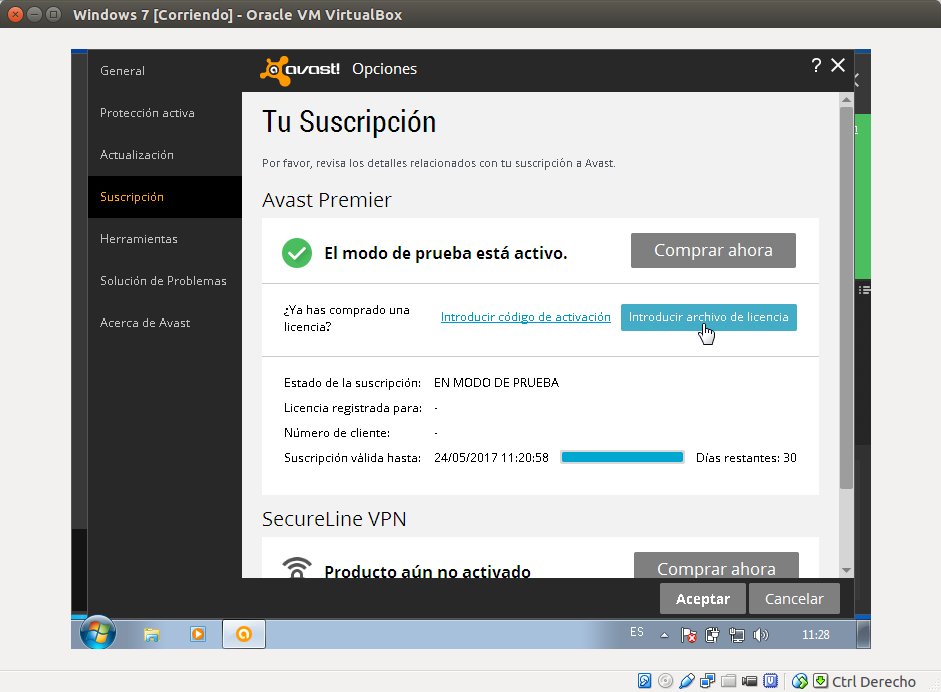 Windows 7 [Corriendo] - Oracle VM VirtualBox
General
Protección activa
Actualización
Suscripción
Herramientas
Solución de Problemas
Acerca de Avast
avast! Opciones
?
Tu Suscripción
Por favor, revisa los detalles relacionados con tu suscripción a Avast.
Avast Premier
El modo de prueba está activo.
Comprar ahora
¿Ya has comprado una
licencia?
Introducir código de activación
Introducir archivo de licencia
Estado de la suscripción: EN MODO DE PRUEBA
Licencia registrada para: -
Número de cliente: -
Suscripción válida hasta: 24/05/2017 11:20:58 Días restantes: 30
SecureLine VPN
Producto aún no activado
Comprar ahora
Aceptar
Cancelar
ES
11:28
Ctrl Derecho